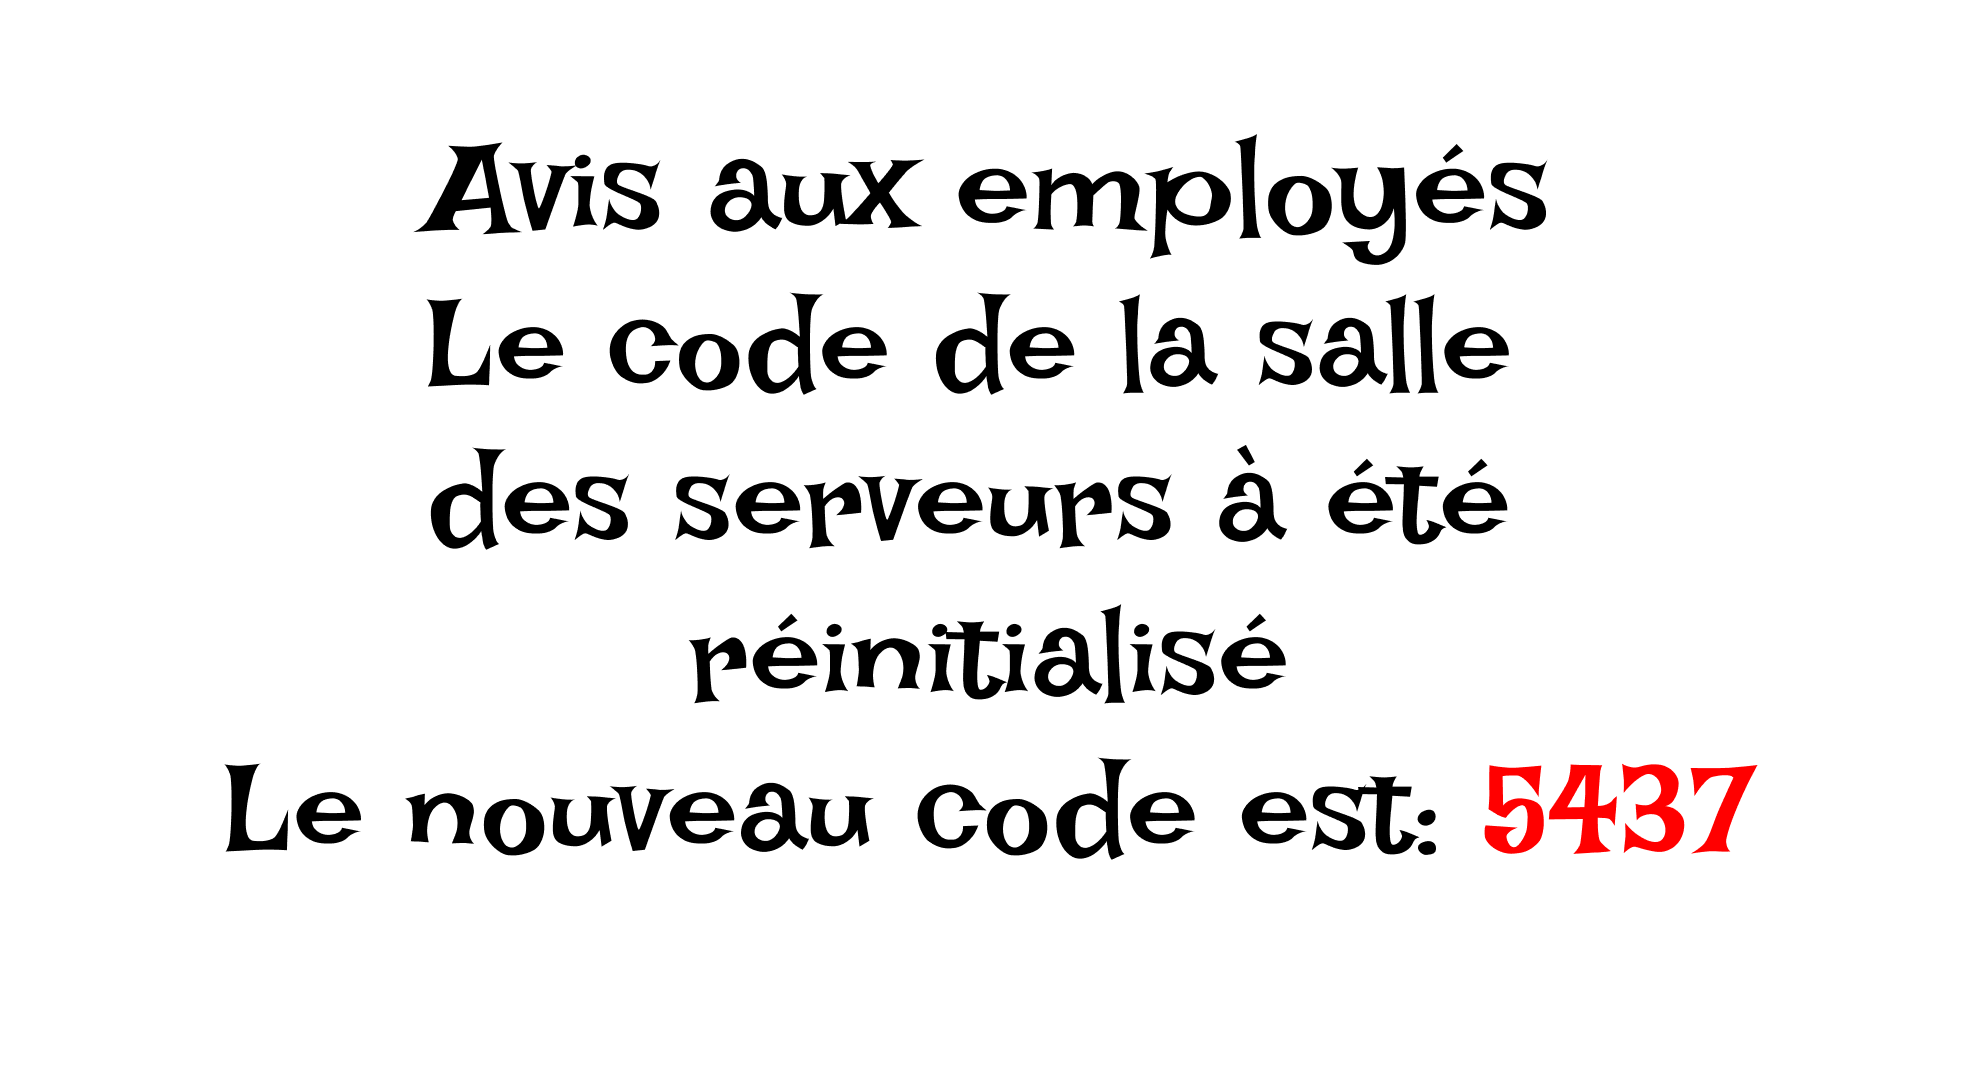 Avis aux employés
Le code de la salle
des serveurs à été
réinitialisé
Le nouveau code est: 5437